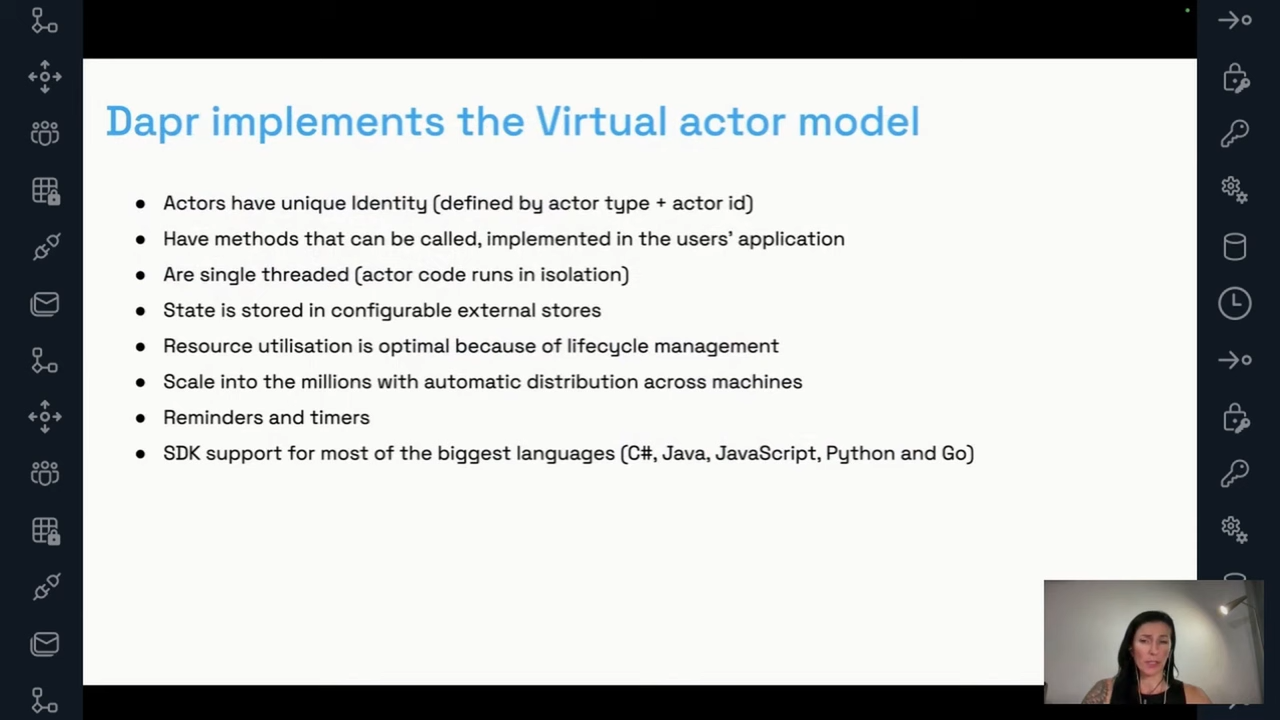 Dapr implements the Virtual actor model
● Actors have unique Identity (defined by actor type + actor id)
● Have methods that can be called, implemented in the users’ application
● Are single threaded (actor code runs in isolation)
● State is stored in configurable external stores
● Resource utilisation is optimal because of lifecycle management
● Scale into the millions with automatic distribution across machines
● Reminders and timers
● SDK support for most of the biggest languages (C#, Java, JavaScript, Python and Go)